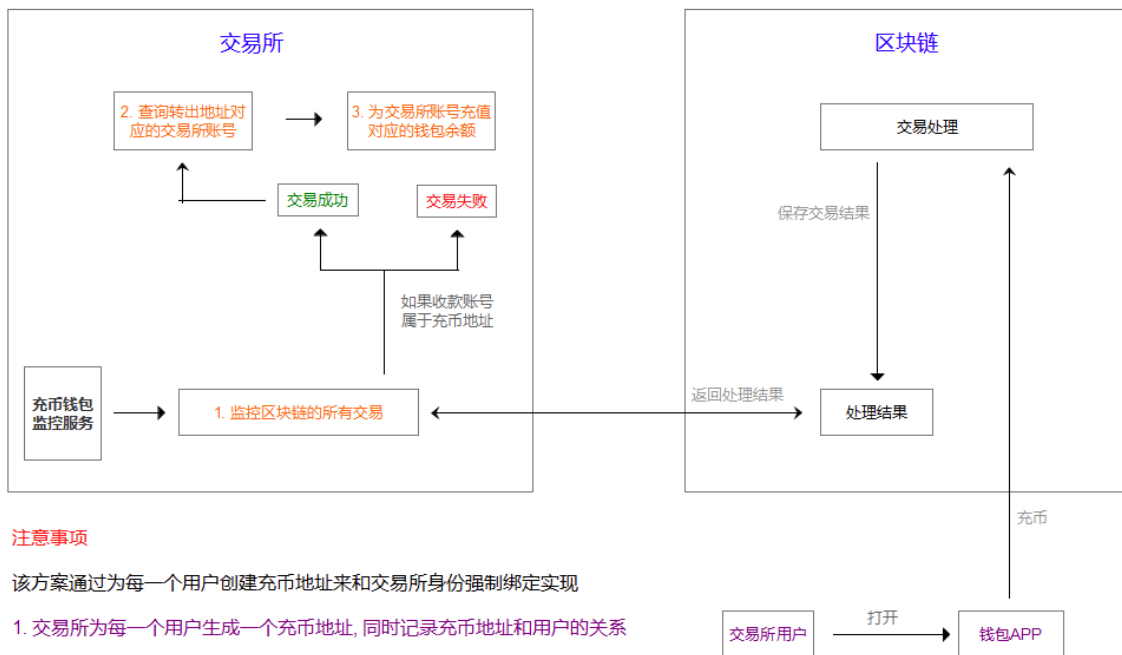 交易所
区块链
2. 查询转出地址对
应的交易所账号
3. 为交易所账号充值
对应的钱包余额
交易处理
交易成功
交易失败
保存交易结果
如果收款账号
属于充币地址
充币钱包
监控服务
1. 监控区块链的所有交易
返回处理结果
处理结果
充币
注意事项
该方案通过为每一个用户创建充币地址来和交易所身份强制绑定实现
1. 交易所为每一个用户生成一个充币地址, 同时记录充币地址和用户的关系
交易所用户
打开
钱包APP